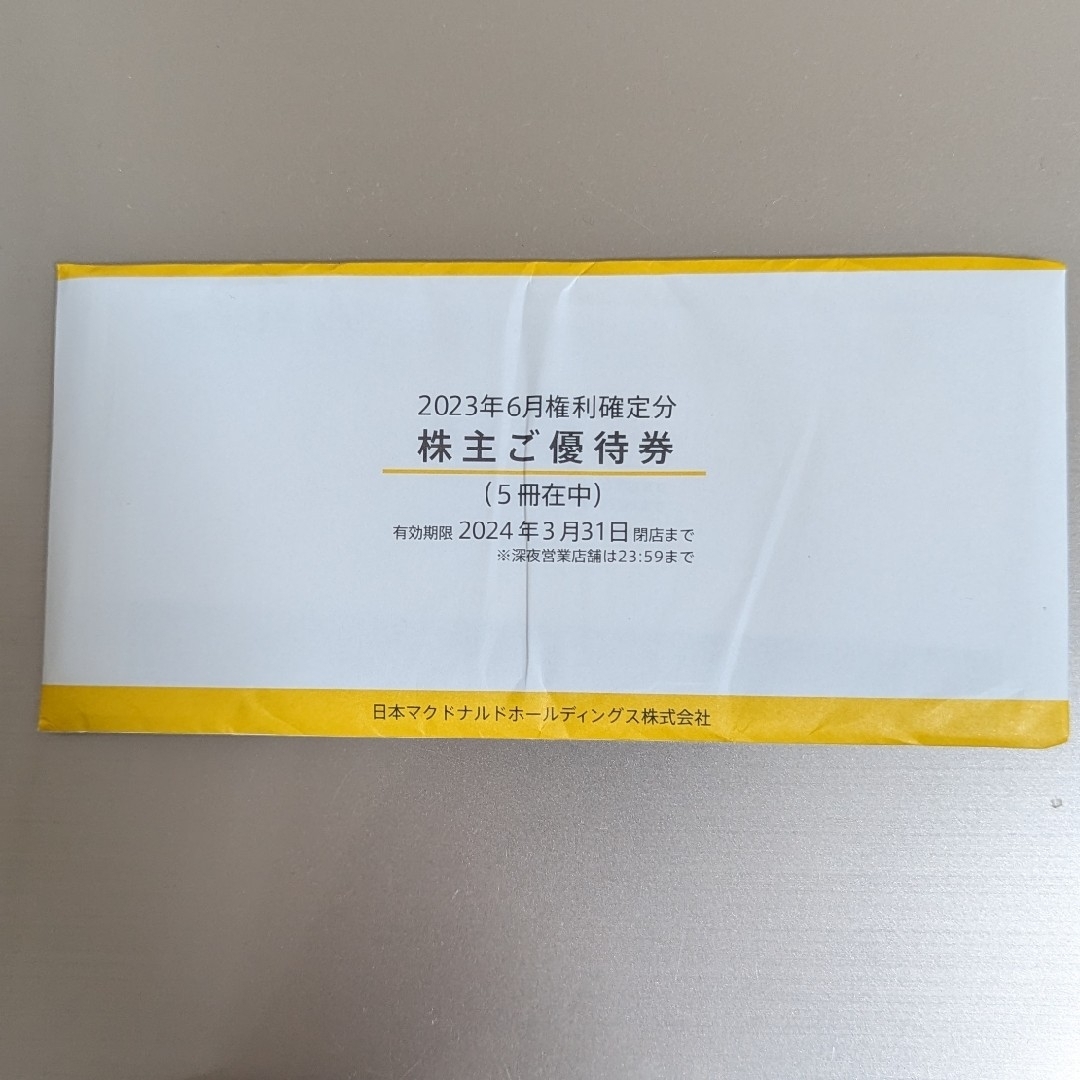 2023年6月権利確定分
株主ご優待券
(5冊在中)
有効期限 2024年3月31日閉店まで
※深夜営業店舗は23:59まで
日本マクドナルドホールディングス株式会社